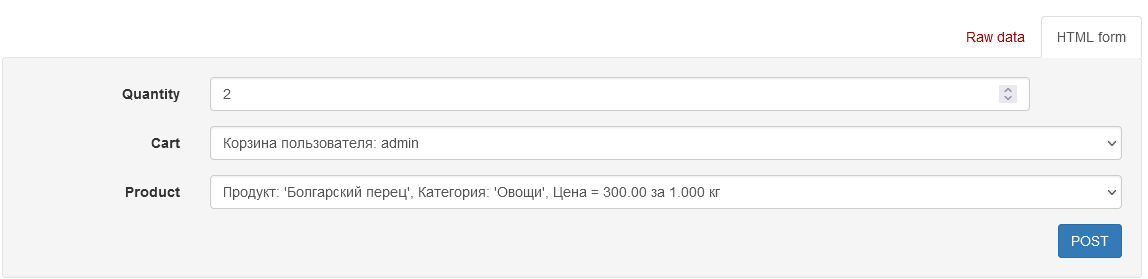 Raw data
HTML form
Quantity
2
Cart
Корзина пользователя: admin
Product
Продукт: 'Болгарский перец', Категория: 'Овощи', Цена = 300.00 за 1.000 кг
POST